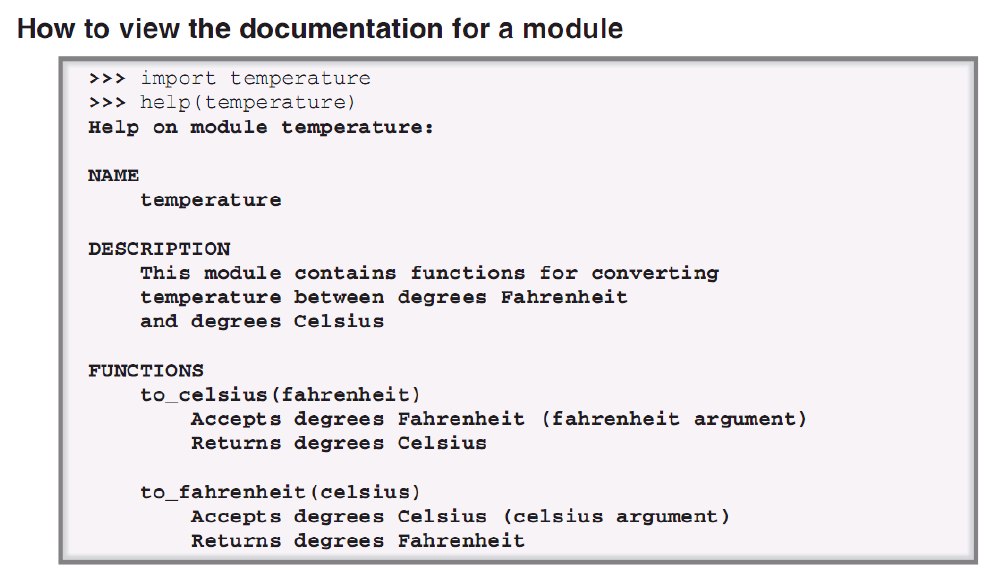 How to view the documentation for a module
>>> import temperature
>>> help(temperature)
Help on module temperature:
NAME
temperature
DESCRIPTION
This module contains functions for converting
temperature between degrees Fahrenheit
and degrees Celsius
FUNCTIONS
to_celsius(fahrenheit)
Accepts degrees Fahrenheit (fahrenheit argument)
Returns degrees Celsius
to_fahrenheit(celsius)
Accepts degrees Celsius (celsius argument)
Returns degrees Fahrenheit